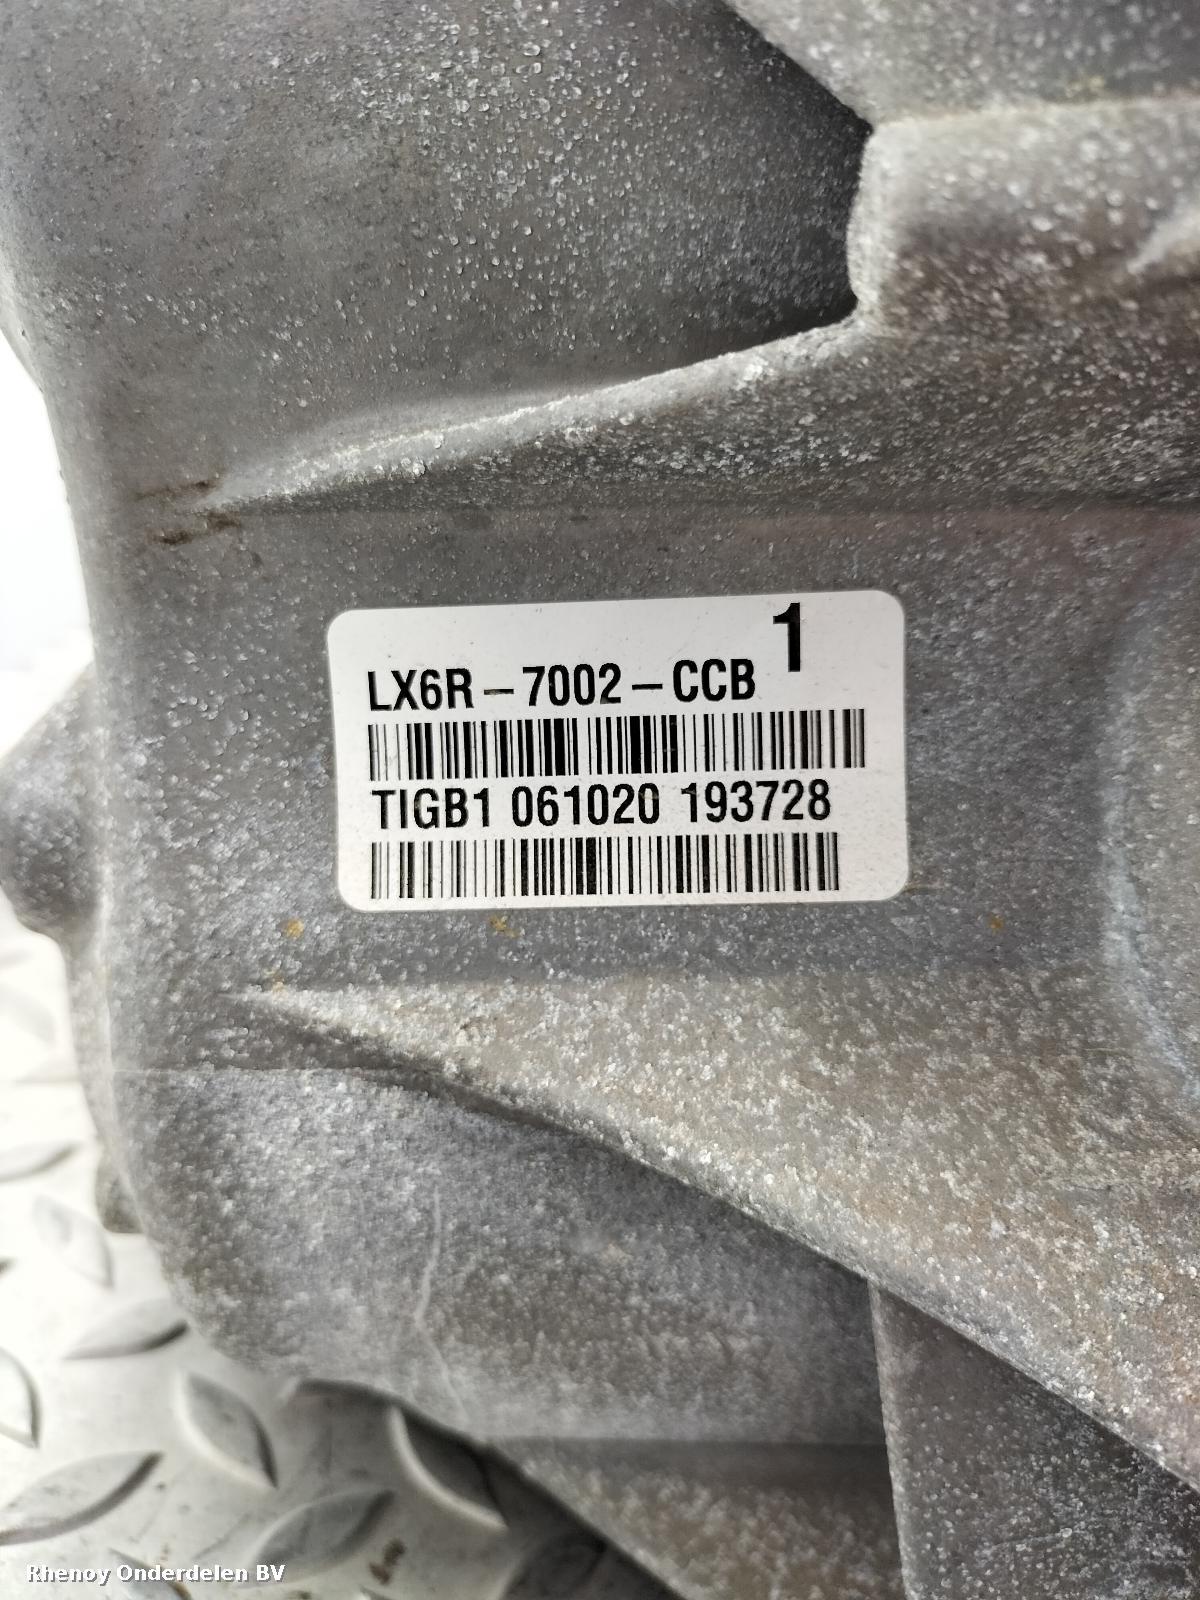 1
LX6R-7002-CCB
TIGB1 061020 193728
Rhenoy Onderdelen BV